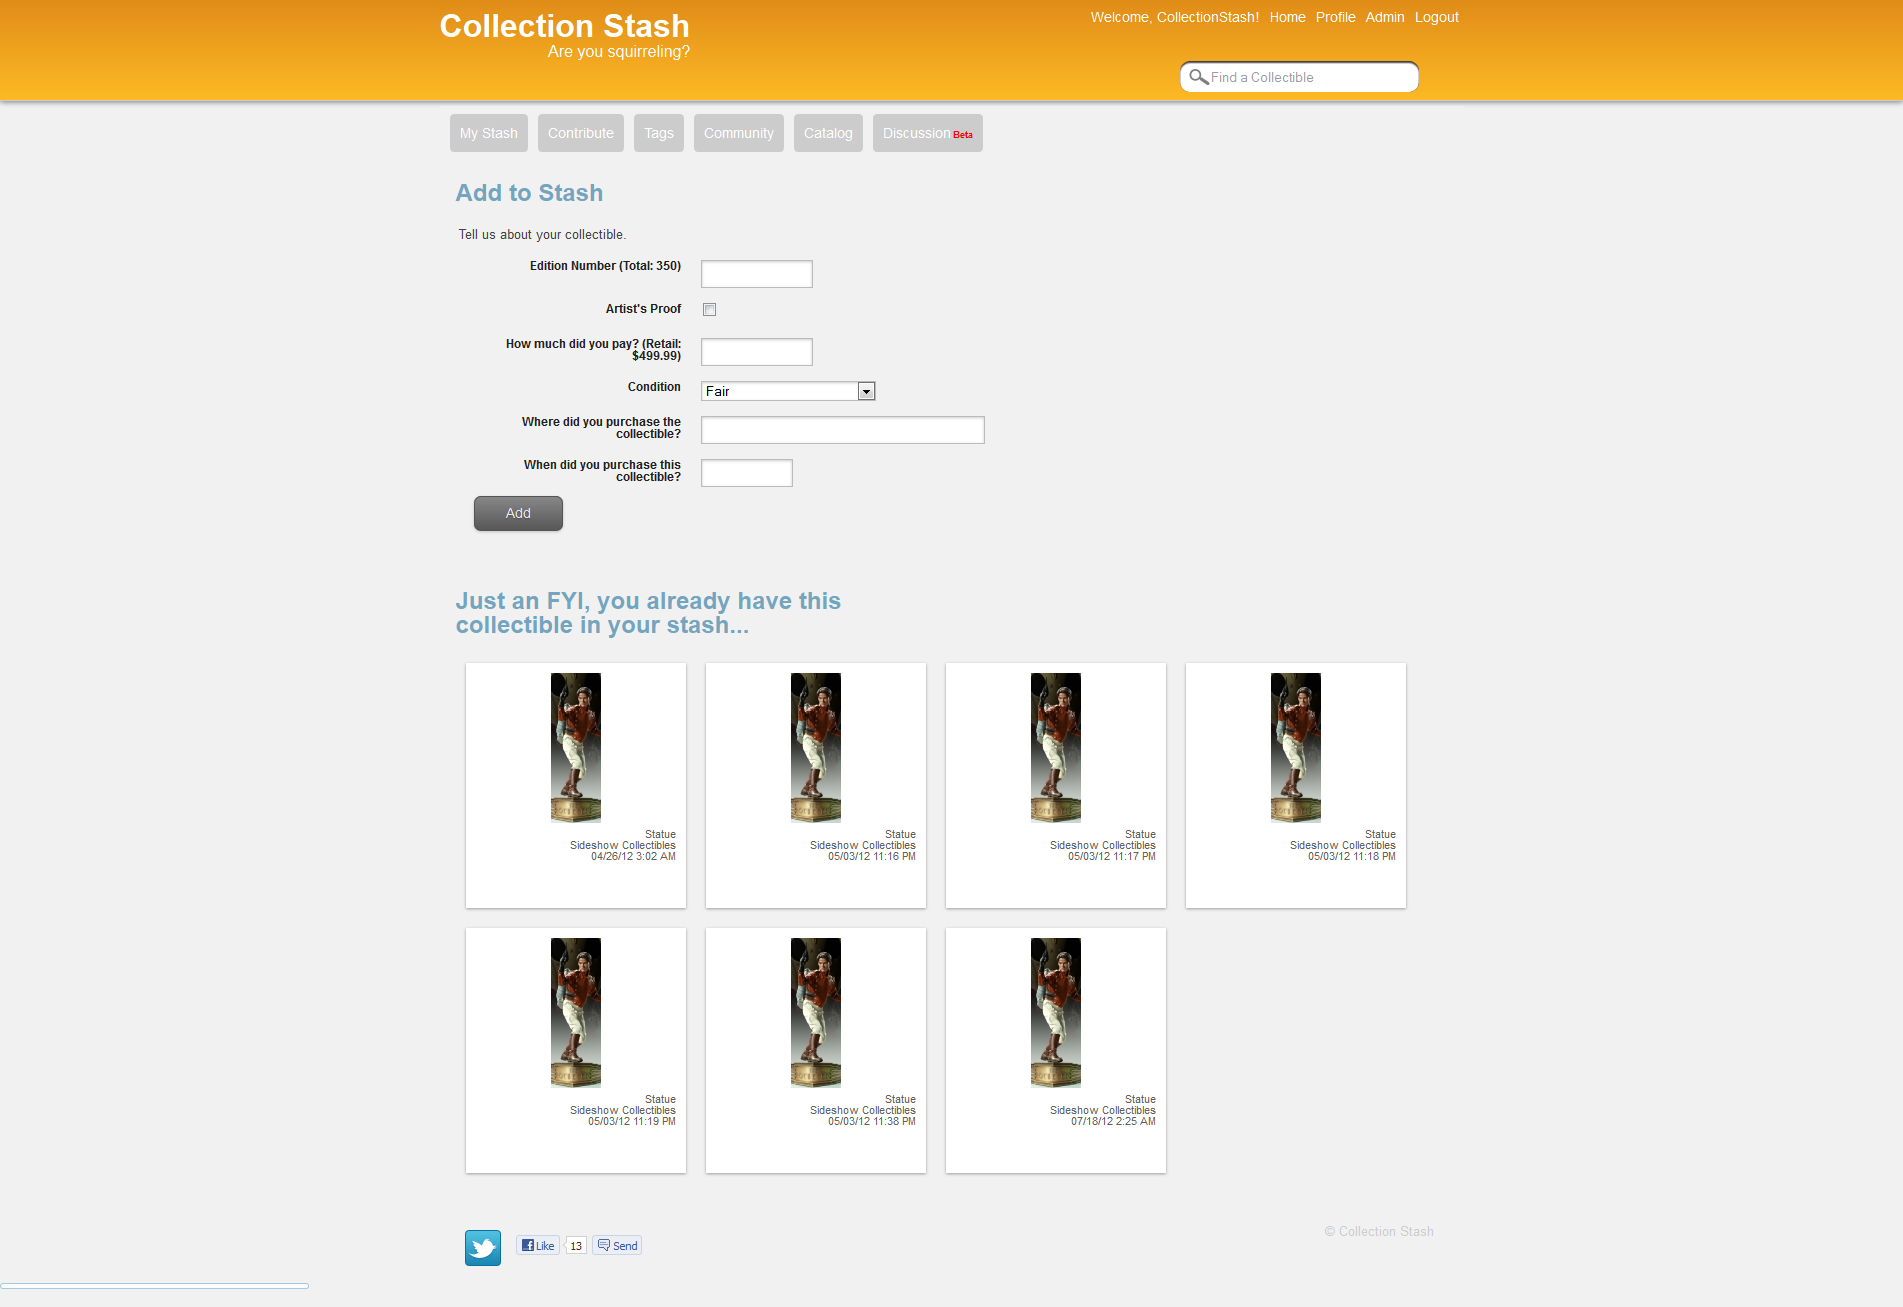 Collection Stash
Are you squirreling?
Welcome, CollectionStash! Home Profile Admin Logout
Find a Collectible
My Stash Contribute Tags Community Catalog Discussion Beta
Add to Stash
Tell us about your collectible.
Edition Number (Total: 350)
Artist's Proof
How much did you pay? (Retail:
$499.99)
Condition Fair
Where did you purchase the
collectible?
When did you purchase this
collectible?
Add
Just an FYI, you already have this
collectible in your stash...
Statue
Sideshow Collectibles
04/26/12 3:02 AM
Statue
Sideshow Collectibles
05/03/12 11:16 PM
Statue
Sideshow Collectibles
05/03/12 11:17 PM
Statue
Sideshow Collectibles
05/03/12 11:18 PM
Statue
Sideshow Collectibles
05/03/12 11:19 PM
Statue
Sideshow Collectibles
05/03/12 11:38 PM
Statue
Sideshow Collectibles
07/18/12 2:25 AM
Like 13 Send
© Collection Stash